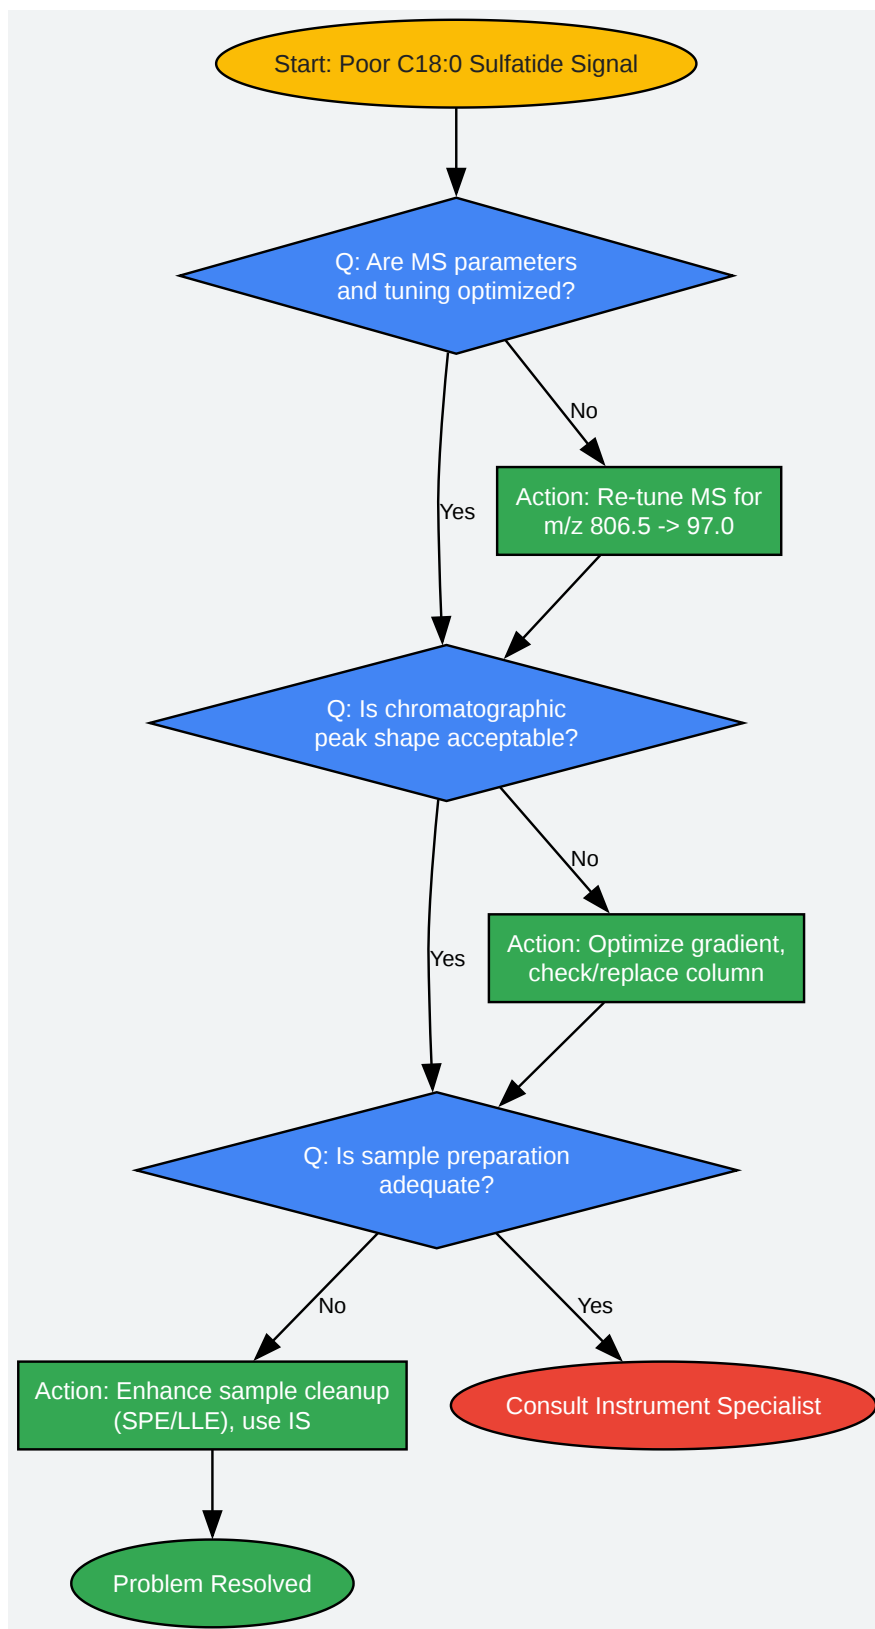 Start: Poor C18:0 Sulfatide Signal
Q: Are MS parameters
and tuning optimized?
No
Yes
Action: Re-tune MS for
m/z 806.5 -> 97.0
Q: Is chromatographic
peak shape acceptable?
No
Yes
Action: Optimize gradient,
check/replace column
Q: Is sample preparation
adequate?
No
Yes
Action: Enhance sample cleanup
(SPE/LLE), use IS
Consult Instrument Specialist
Problem Resolved